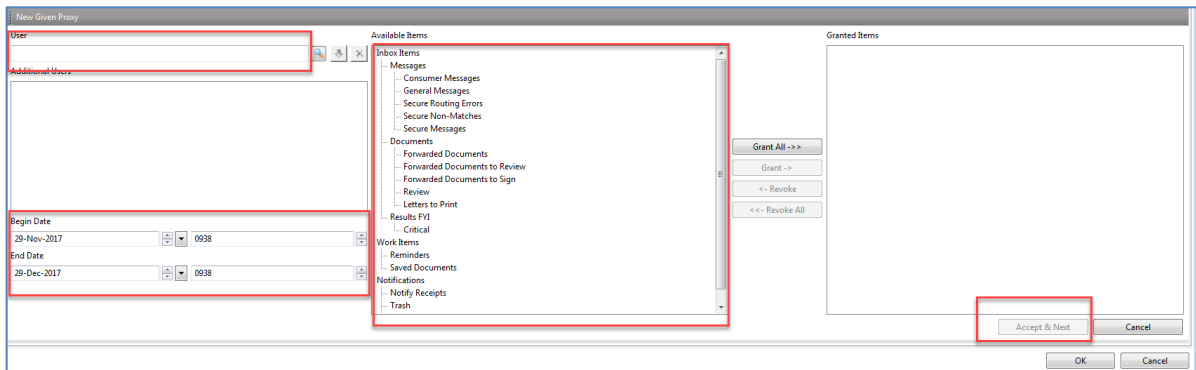 New Given Proxy
User
Additional Users
Begin Date
29-Nov-2017 0938
End Date
29-Dec-2017 0938
Available Items
Inbox Items
Messages
Consumer Messages
General Messages
Secure Routing Errors
Secure Non-Matches
Secure Messages
Documents
Forwarded Documents
Forwarded Documents to Review
Forwarded Documents to Sign
Review
Letters to Print
Results FYI
Critical
Work Items
Reminders
Saved Documents
Notifications
Notify Receipts
Trash
Grant All ->>
Grant ->
<- Revoke
<<- Revoke All
Granted Items
Accept & Next Cancel
OK Cancel